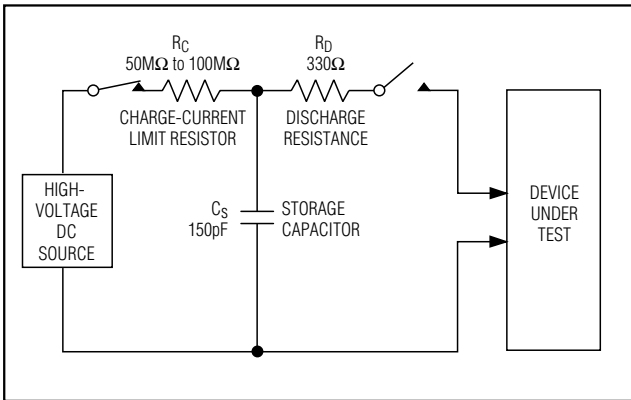 RC
50MΩ to 100MΩ
CHARGE-CURRENT
LIMIT RESISTOR
RD
330Ω
DISCHARGE
RESISTANCE
HIGH-
VOLTAGE
DC
SOURCE
CS
150pF
STORAGE
CAPACITOR
DEVICE
UNDER
TEST